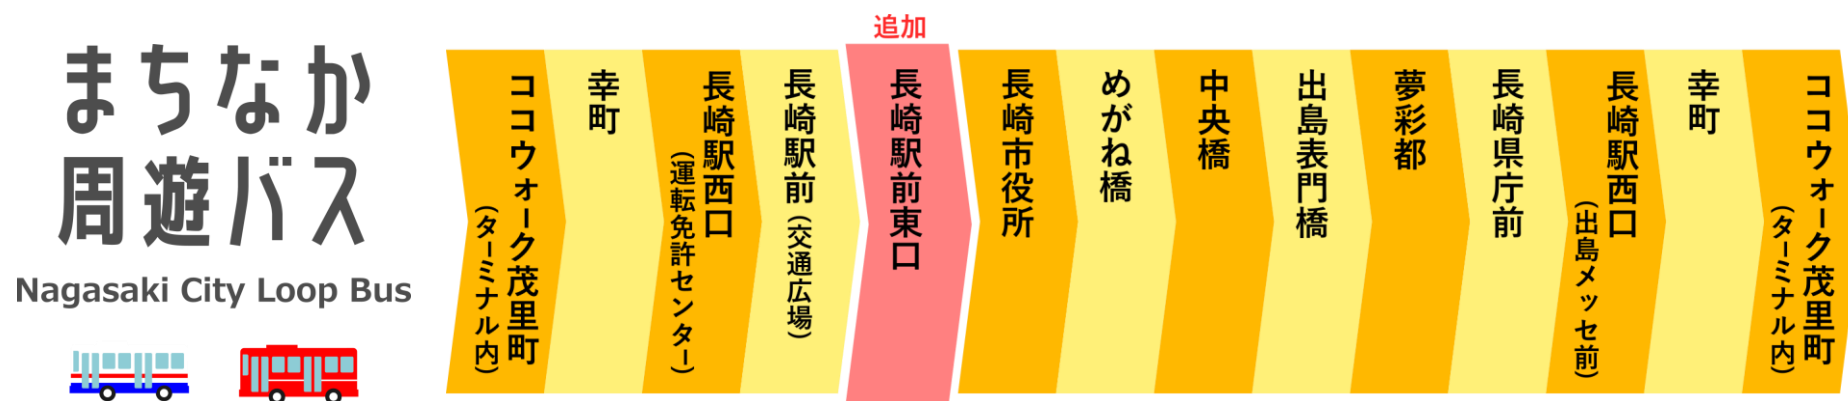 まちなか
周遊バス
Nagasaki City Loop Bus
ココウォーク茂里町
(ターミナル内)
幸町
長崎駅西口
(運転免許センター)
長崎駅前(交通広場)
追加
長崎駅前東口
長崎市役所
めがね橋
中央橋
出島表門橋
夢彩都
長崎県庁前
長崎駅西口
(出島メッセ前)
幸町
ココウォーク茂里町
(ターミナル内)